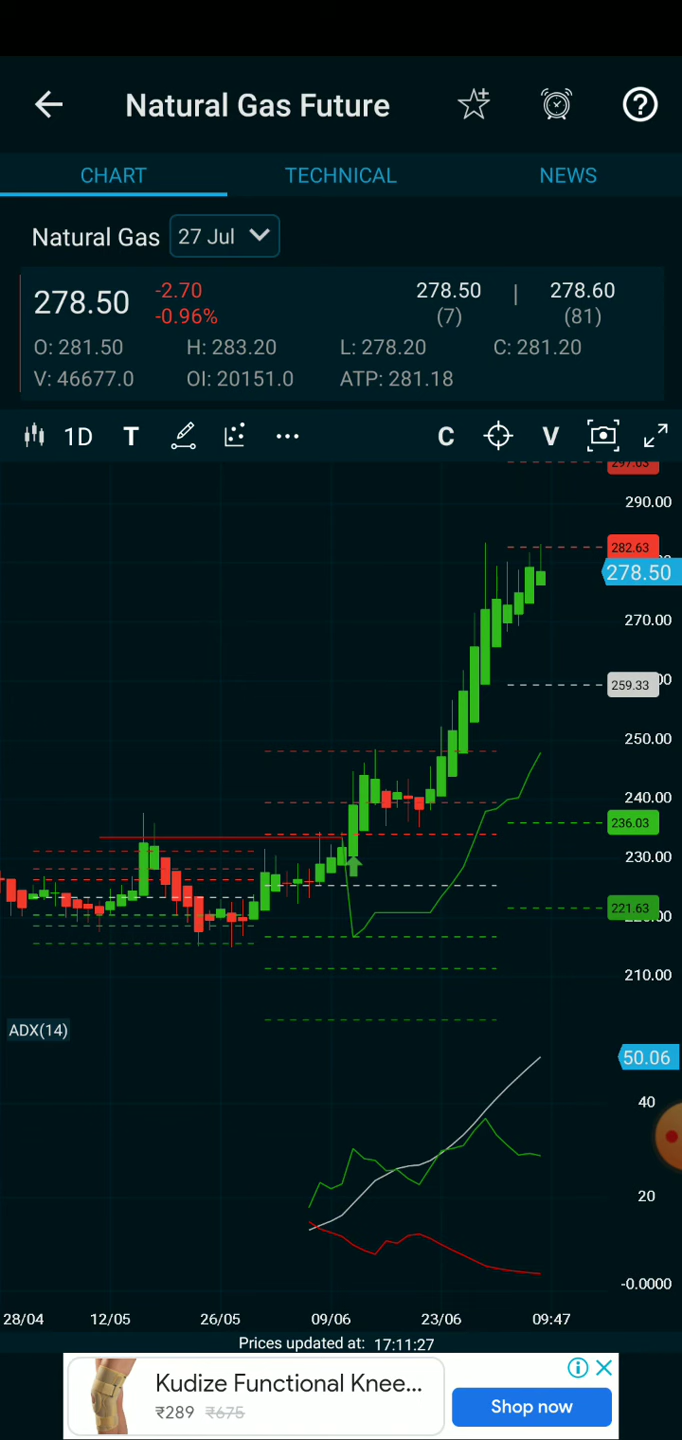 Natural Gas Future
CHART TECHNICAL NEWS
Natural Gas 27 Jul
278.50 -2.70 -0.96% 278.50 (7) | 278.60 (81)
O: 281.50 H: 283.20 L: 278.20 C: 281.20
V: 46677.0 OI: 20151.0 ATP: 281.18
1D T C V
297.03
290.00
282.63
278.50
270.00
259.33
250.00
240.00
236.03
230.00
221.63
210.00
ADX(14)
50.06
40
20
-0.0000
28/04 12/05 26/05 09/06 23/06 09:47
Prices updated at: 17:11:27
Kudize Functional Knee...
₹289 ₹675
Shop now